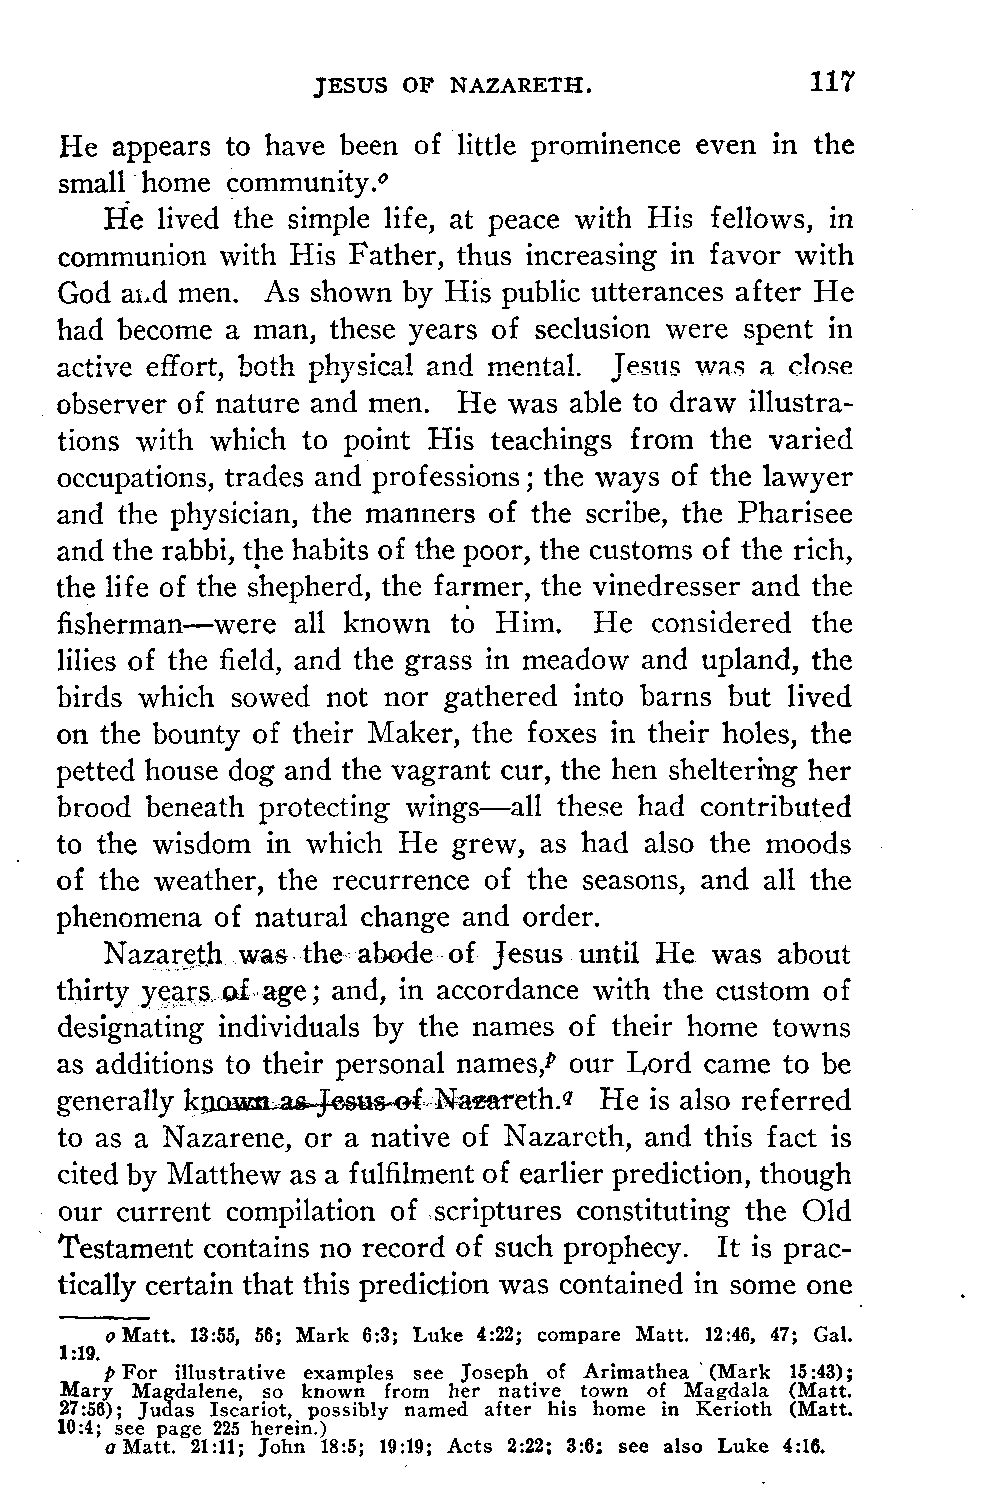 JESUS OF NAZARETH. 117
He appears to have been of little prominence even in the
small home community.o
He lived the simple life, at peace with His fellows, in
communion with His Father, thus increasing in favor with
God and men. As shown by His public utterances after He
had become a man, these years of seclusion were spent in
active effort, both physical and mental. Jesus was a close
observer of nature and men. He was able to draw illustra-
tions with which to point His teachings from the varied
occupations, trades and professions; the ways of the lawyer
and the physician, the manners of the scribe, the Pharisee
and the rabbi, the habits of the poor, the customs of the rich,
the life of the shepherd, the farmer, the vinedresser and the
fisherman—were all known to Him. He considered the
lilies of the field, and the grass in meadow and upland, the
birds which sowed not nor gathered into barns but lived
on the bounty of their Maker, the foxes in their holes, the
petted house dog and the vagrant cur, the hen sheltering her
brood beneath protecting wings—all these had contributed
to the wisdom in which He grew, as had also the moods
of the weather, the recurrence of the seasons, and all the
phenomena of natural change and order.
Nazareth was the abode of Jesus until He was about
thirty years of age; and, in accordance with the custom of
designating individuals by the names of their home towns
as additions to their personal names,p our Lord came to be
generally known as Jesus of Nazareth.q He is also referred
to as a Nazarene, or a native of Nazareth, and this fact is
cited by Matthew as a fulfilment of earlier prediction, though
our current compilation of scriptures constituting the Old
Testament contains no record of such prophecy. It is prac-
tically certain that this prediction was contained in some one
o Matt. 13:55, 56; Mark 6:3; Luke 4:22; compare Matt. 12:46, 47; Gal.
1:19.
p For illustrative examples see Joseph of Arimathea (Mark 15:43);
Mary Magdalene, so known from her native town of Magdala (Matt.
27:56); Judas Iscariot, possibly named after his home in Kerioth (Matt.
10:4; see page 225 herein.)
q Matt. 21:11; John 18:5; 19:19; Acts 2:22; 3:6; see also Luke 4:16.